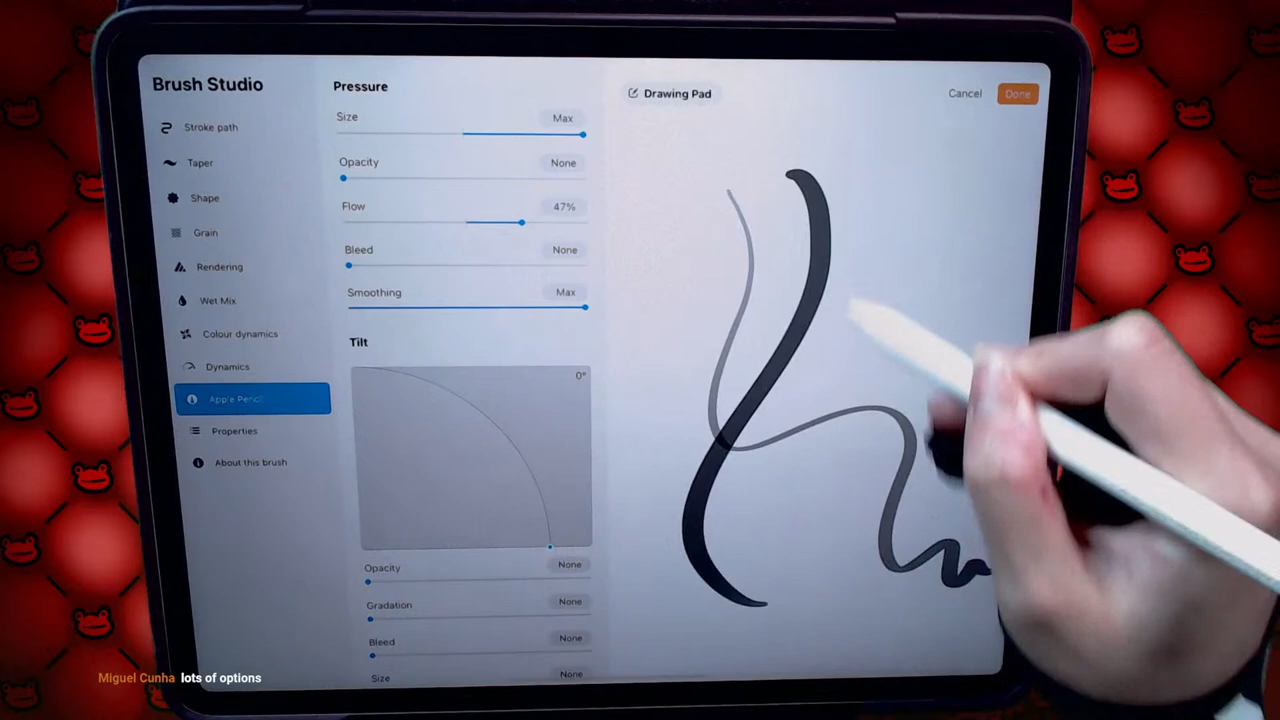 Brush Studio
Stroke path
Taper
Shape
Grain
Rendering
Wet Mix
Colour dynamics
Dynamics
Apple Pencil
Properties
About this brush
Pressure
Size
Max
Opacity
None
Flow
47%
Bleed
None
Smoothing
Max
Tilt
0°
Opacity
None
Gradation
None
Bleed
None
Size
None
Drawing Pad
Cancel
Done
Miguel Cunha lots of options